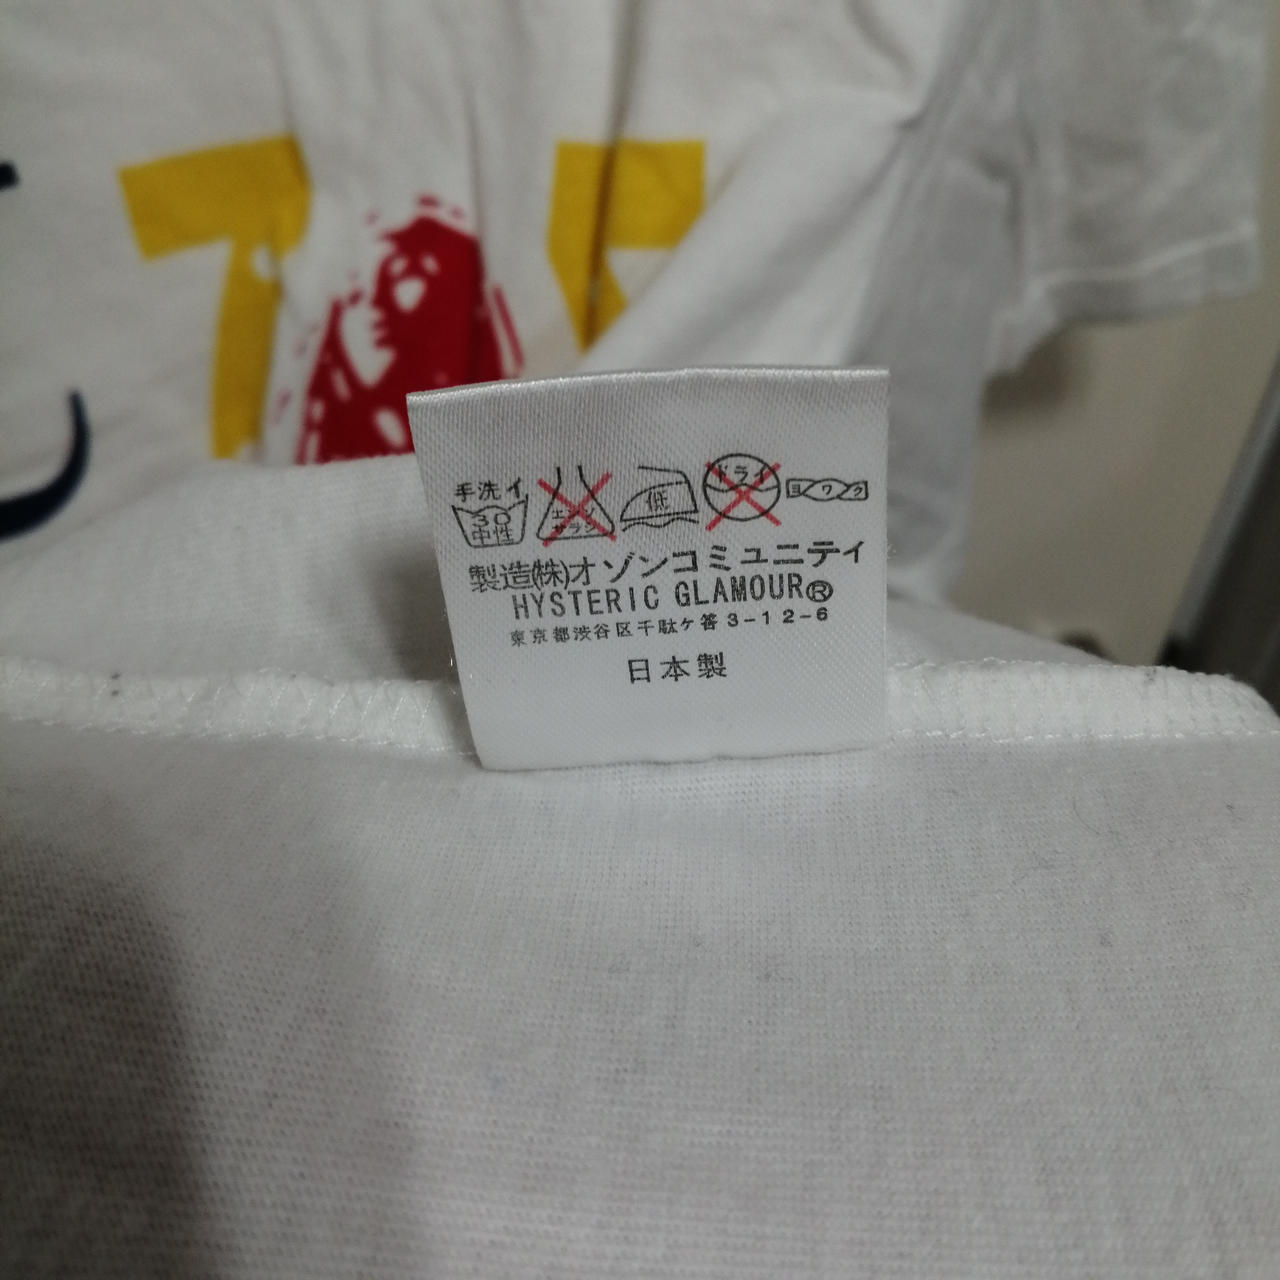 手洗イ
30
中性
エンソ
サラシ
低
ドライ
ヨワク
製造(株)オゾンコミュニティ
HYSTERIC GLAMOUR®
東京都渋谷区千駄ケ谷3-12-6
日本製